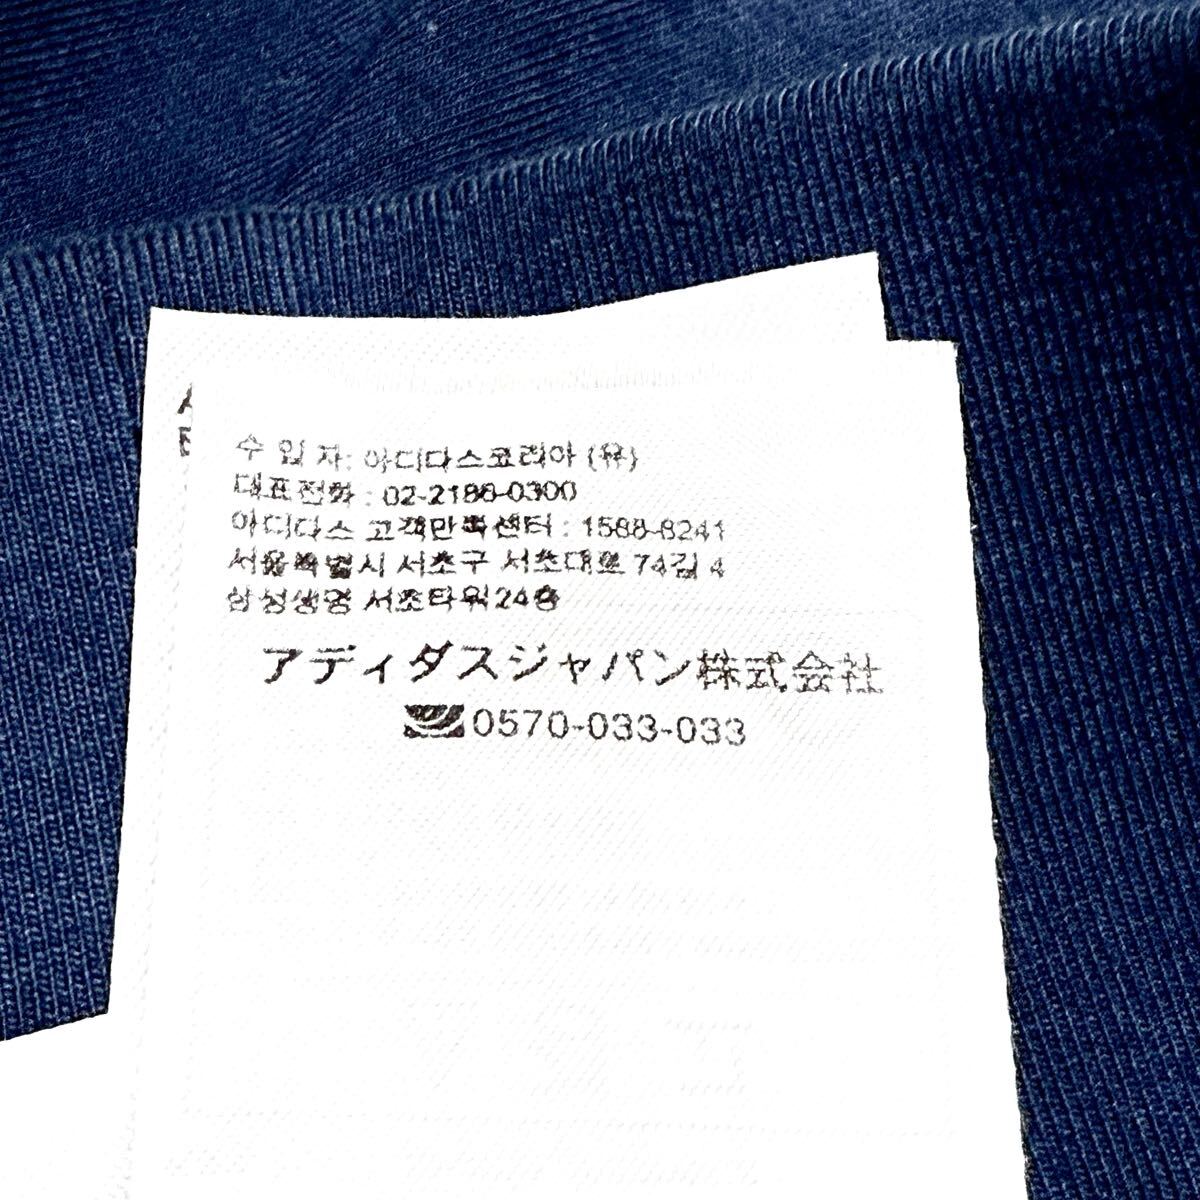 수 입 자: 아디다스코리아 (유)
대표전화 : 02-2186-0300
아디다스 고객만족센터 : 1588-8241
서울특별시 서초구 서초대로 74길 4
삼성생명 서초타워 24층
アディダスジャパン株式会社
0570-033-033